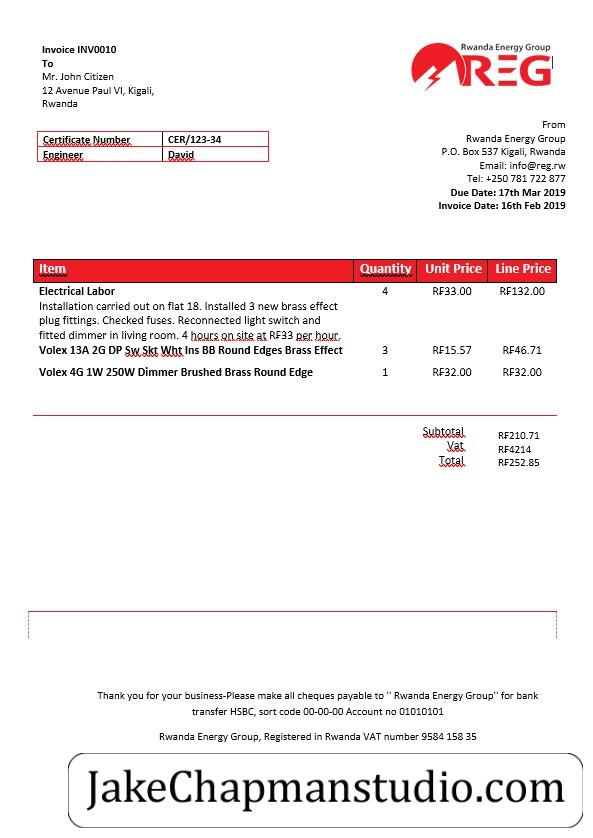 Invoice INV0010
To
Mr. John Citizen
12 Avenue Paul VI, Kigali,
Rwanda
Rwanda Energy Group
REG
Certificate Number CER/123-34
Engineer David
From
Rwanda Energy Group
P.O. Box 537 Kigali, Rwanda
Email: info@reg.rw
Tel: +250 781 722 877
Due Date: 17th Mar 2019
Invoice Date: 16th Feb 2019
Item Quantity Unit Price Line Price
Electrical Labor 4 RF33.00 RF132.00
Installation carried out on flat 18. Installed 3 new brass effect
plug fittings. Checked fuses. Reconnected light switch and
fitted dimmer in living room. 4 hours on site at RF33 per hour.
Volex 13A 2G DP Sw Skt Wht Ins BB Round Edges Brass Effect 3 RF15.57 RF46.71
Volex 4G 1W 250W Dimmer Brushed Brass Round Edge 1 RF32.00 RF32.00
Subtotal RF210.71
Vat RF4214
Total RF252.85
Thank you for your business-Please make all cheques payable to " Rwanda Energy Group" for bank
transfer HSBC, sort code 00-00-00 Account no 01010101
Rwanda Energy Group, Registered in Rwanda VAT number 9584 158 35
JakeChapmanstudio.com